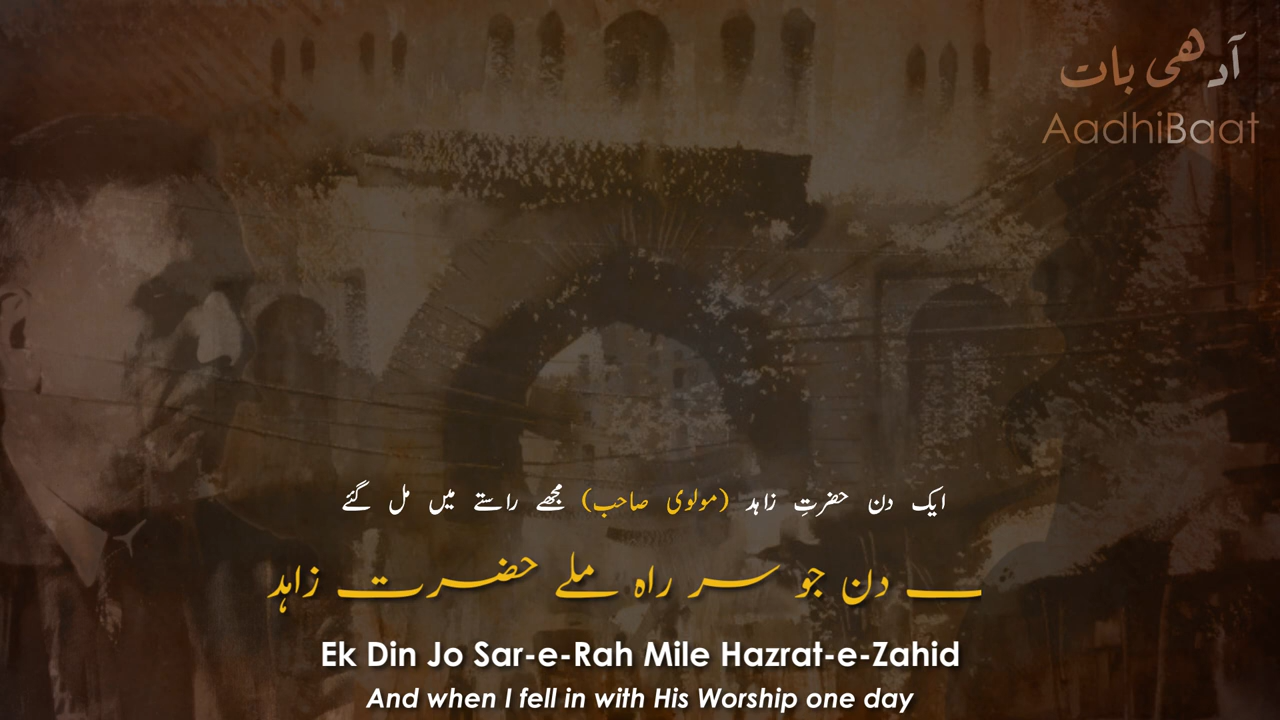 آدھی بات
AadhiBaat
ایک دن حضرتِ زاہد (مولوی صاحب) مجھے راستے میں مل گئے
دن جو سر راہ ملے حضرت زاہد
Ek Din Jo Sar-e-Rah Mile Hazrat-e-Zahid
And when I fell in with His Worship one day